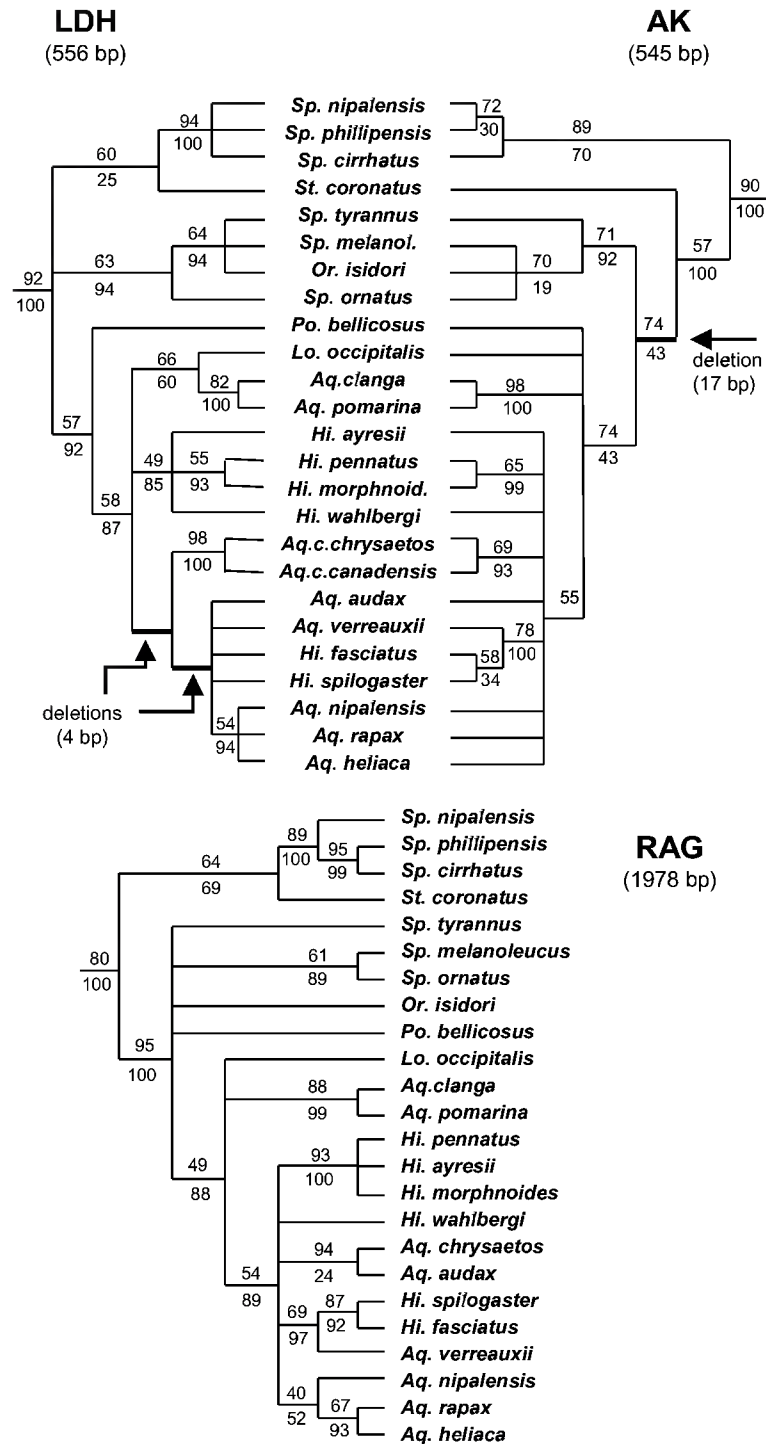 LDH
(556 bp)
AK
(545 bp)
Sp. nipalensis
Sp. phillipensis
Sp. cirrhatus
St. coronatus
Sp. tyrannus
Sp. melanol.
Or. isidori
Sp. ornatus
Po. bellicosus
Lo. occipitalis
Aq.clanga
Aq. pomarina
Hi. ayresii
Hi. pennatus
Hi. morphnoid.
Hi. wahlbergi
Aq.c.chrysaetos
Aq.c.canadensis
Aq. audax
Aq. verreauxii
Hi. fasciatus
Hi. spilogaster
Aq. nipalensis
Aq. rapax
Aq. heliaca
92
100
60
25
94
100
63
94
64
94
57
92
58
87
66
60
82
100
49
85
55
93
98
100
54
94
deletions
(4 bp)
72
30
89
70
90
100
57
100
71
92
70
19
74
43
deletion
(17 bp)
98
100
74
43
65
99
69
93
55
78
100
58
34
RAG
(1978 bp)
Sp. nipalensis
Sp. phillipensis
Sp. cirrhatus
St. coronatus
Sp. tyrannus
Sp. melanoleucus
Sp. ornatus
Or. isidori
Po. bellicosus
Lo. occipitalis
Aq.clanga
Aq. pomarina
Hi. pennatus
Hi. ayresii
Hi. morphnoides
Hi. wahlbergi
Aq. chrysaetos
Aq. audax
Hi. spilogaster
Hi. fasciatus
Aq. verreauxii
Aq. nipalensis
Aq. rapax
Aq. heliaca
80
100
64
69
89
100
95
99
61
89
95
100
88
99
49
88
93
100
94
24
54
89
69
97
87
92
40
52
67
93